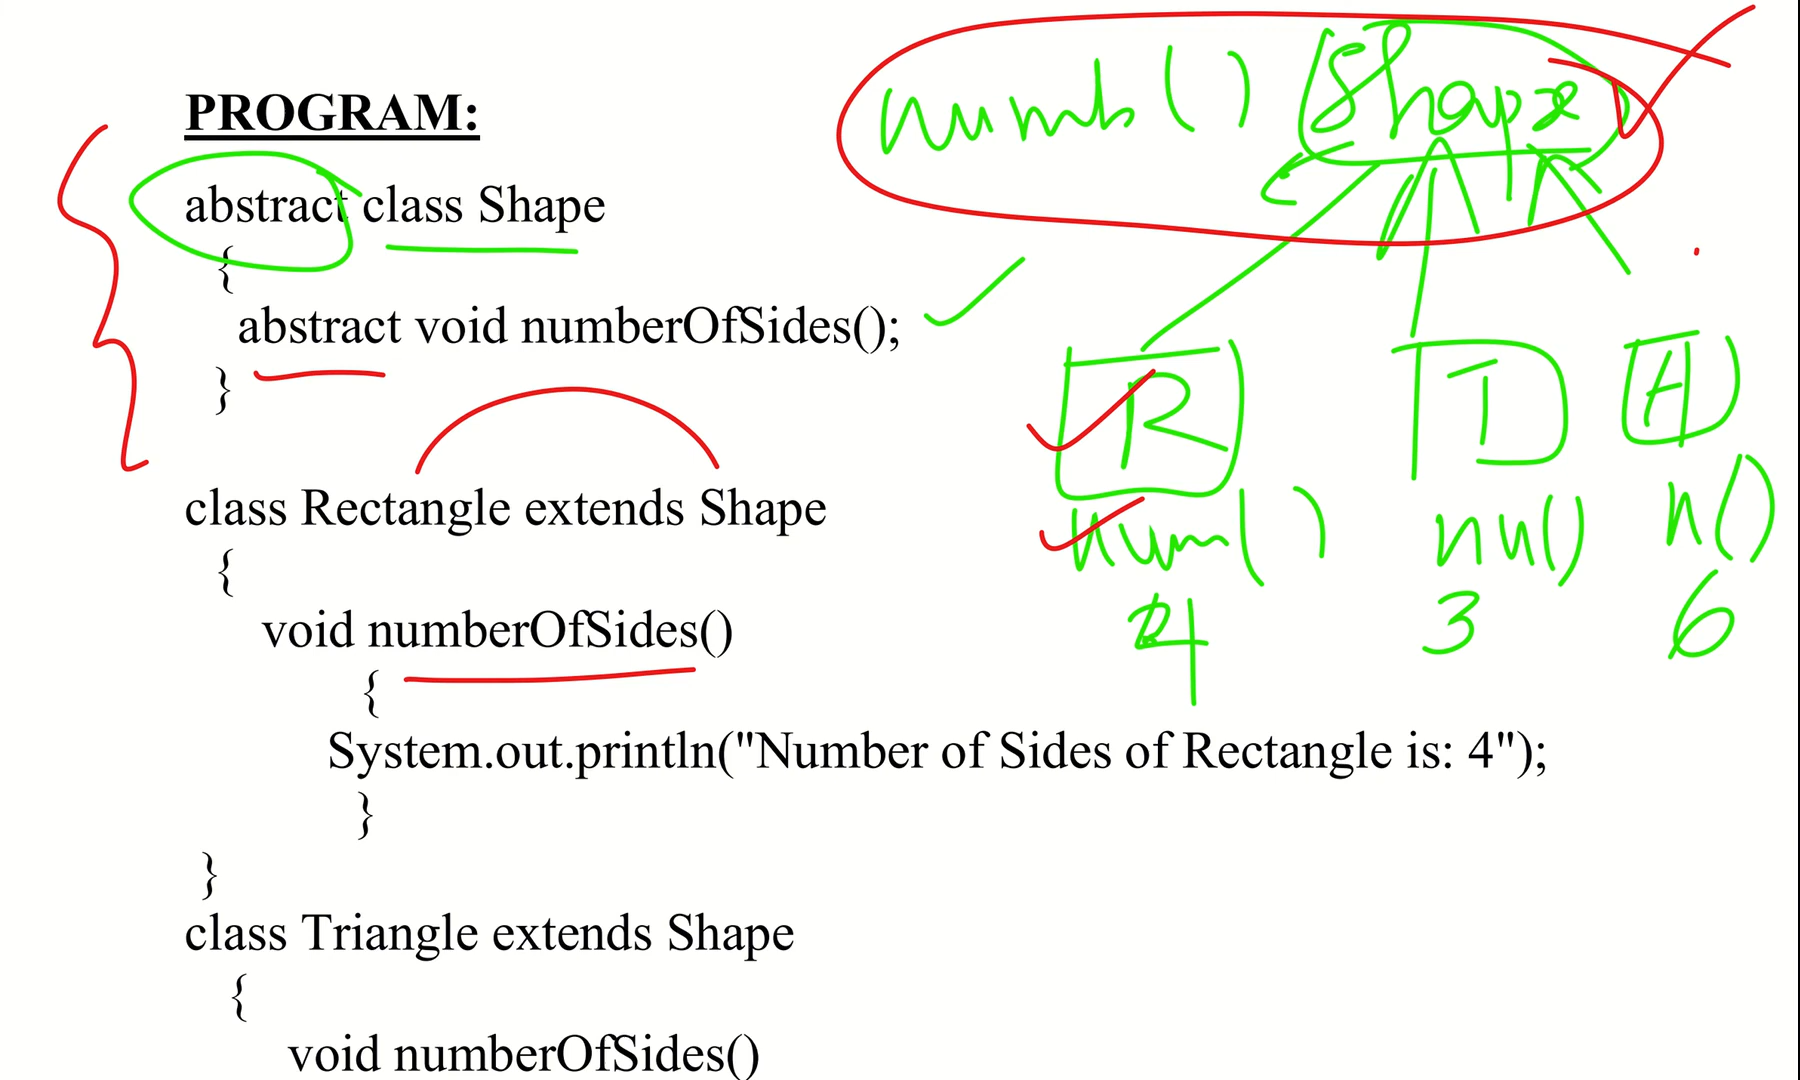 numb() Shape
PROGRAM:
abstract class Shape
{
abstract void numberOfSides();
}
R T H
class Rectangle extends Shape
num() nu() n()
{
4 3 6
void numberOfSides()
{
System.out.println("Number of Sides of Rectangle is: 4");
}
}
class Triangle extends Shape
{
void numberOfSides()